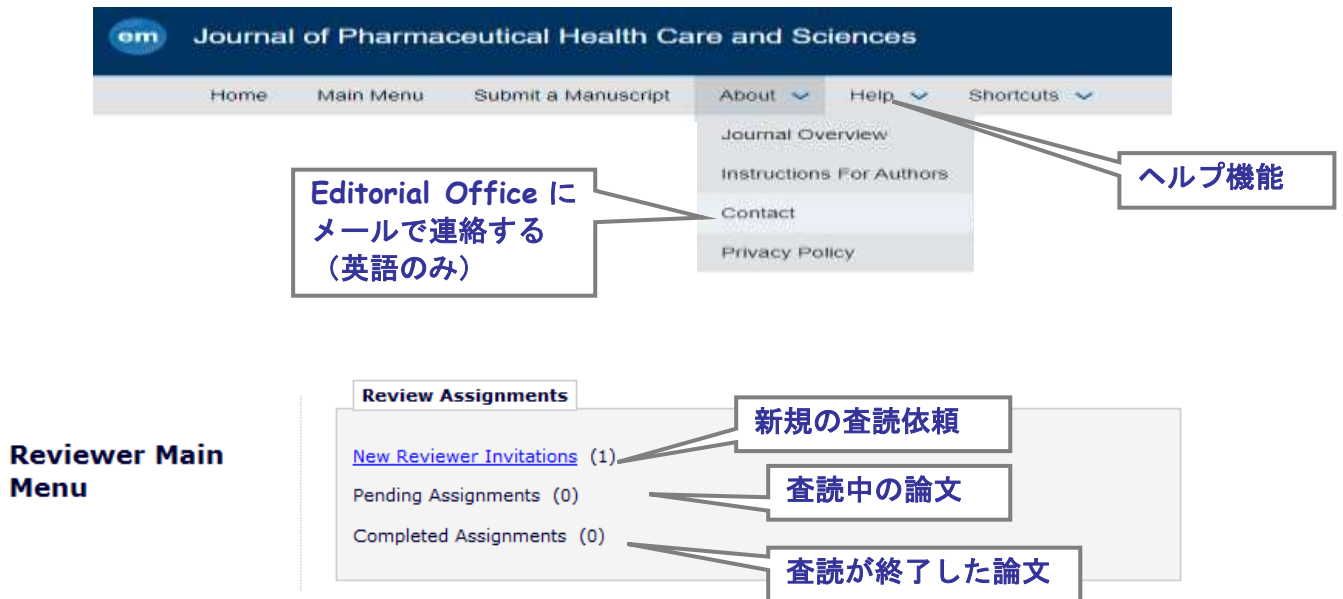 em Journal of Pharmaceutical Health Care and Sciences
Home Main Menu Submit a Manuscript About Help Shortcuts
Journal Overview
Instructions For Authors
Contact
Privacy Policy
ヘルプ機能
Editorial Office に
メールで連絡する
（英語のみ）
Review Assignments
Reviewer Main
Menu
New Reviewer Invitations (1)
新規の査読依頼
Pending Assignments (0)
査読中の論文
Completed Assignments (0)
査読が終了した論文